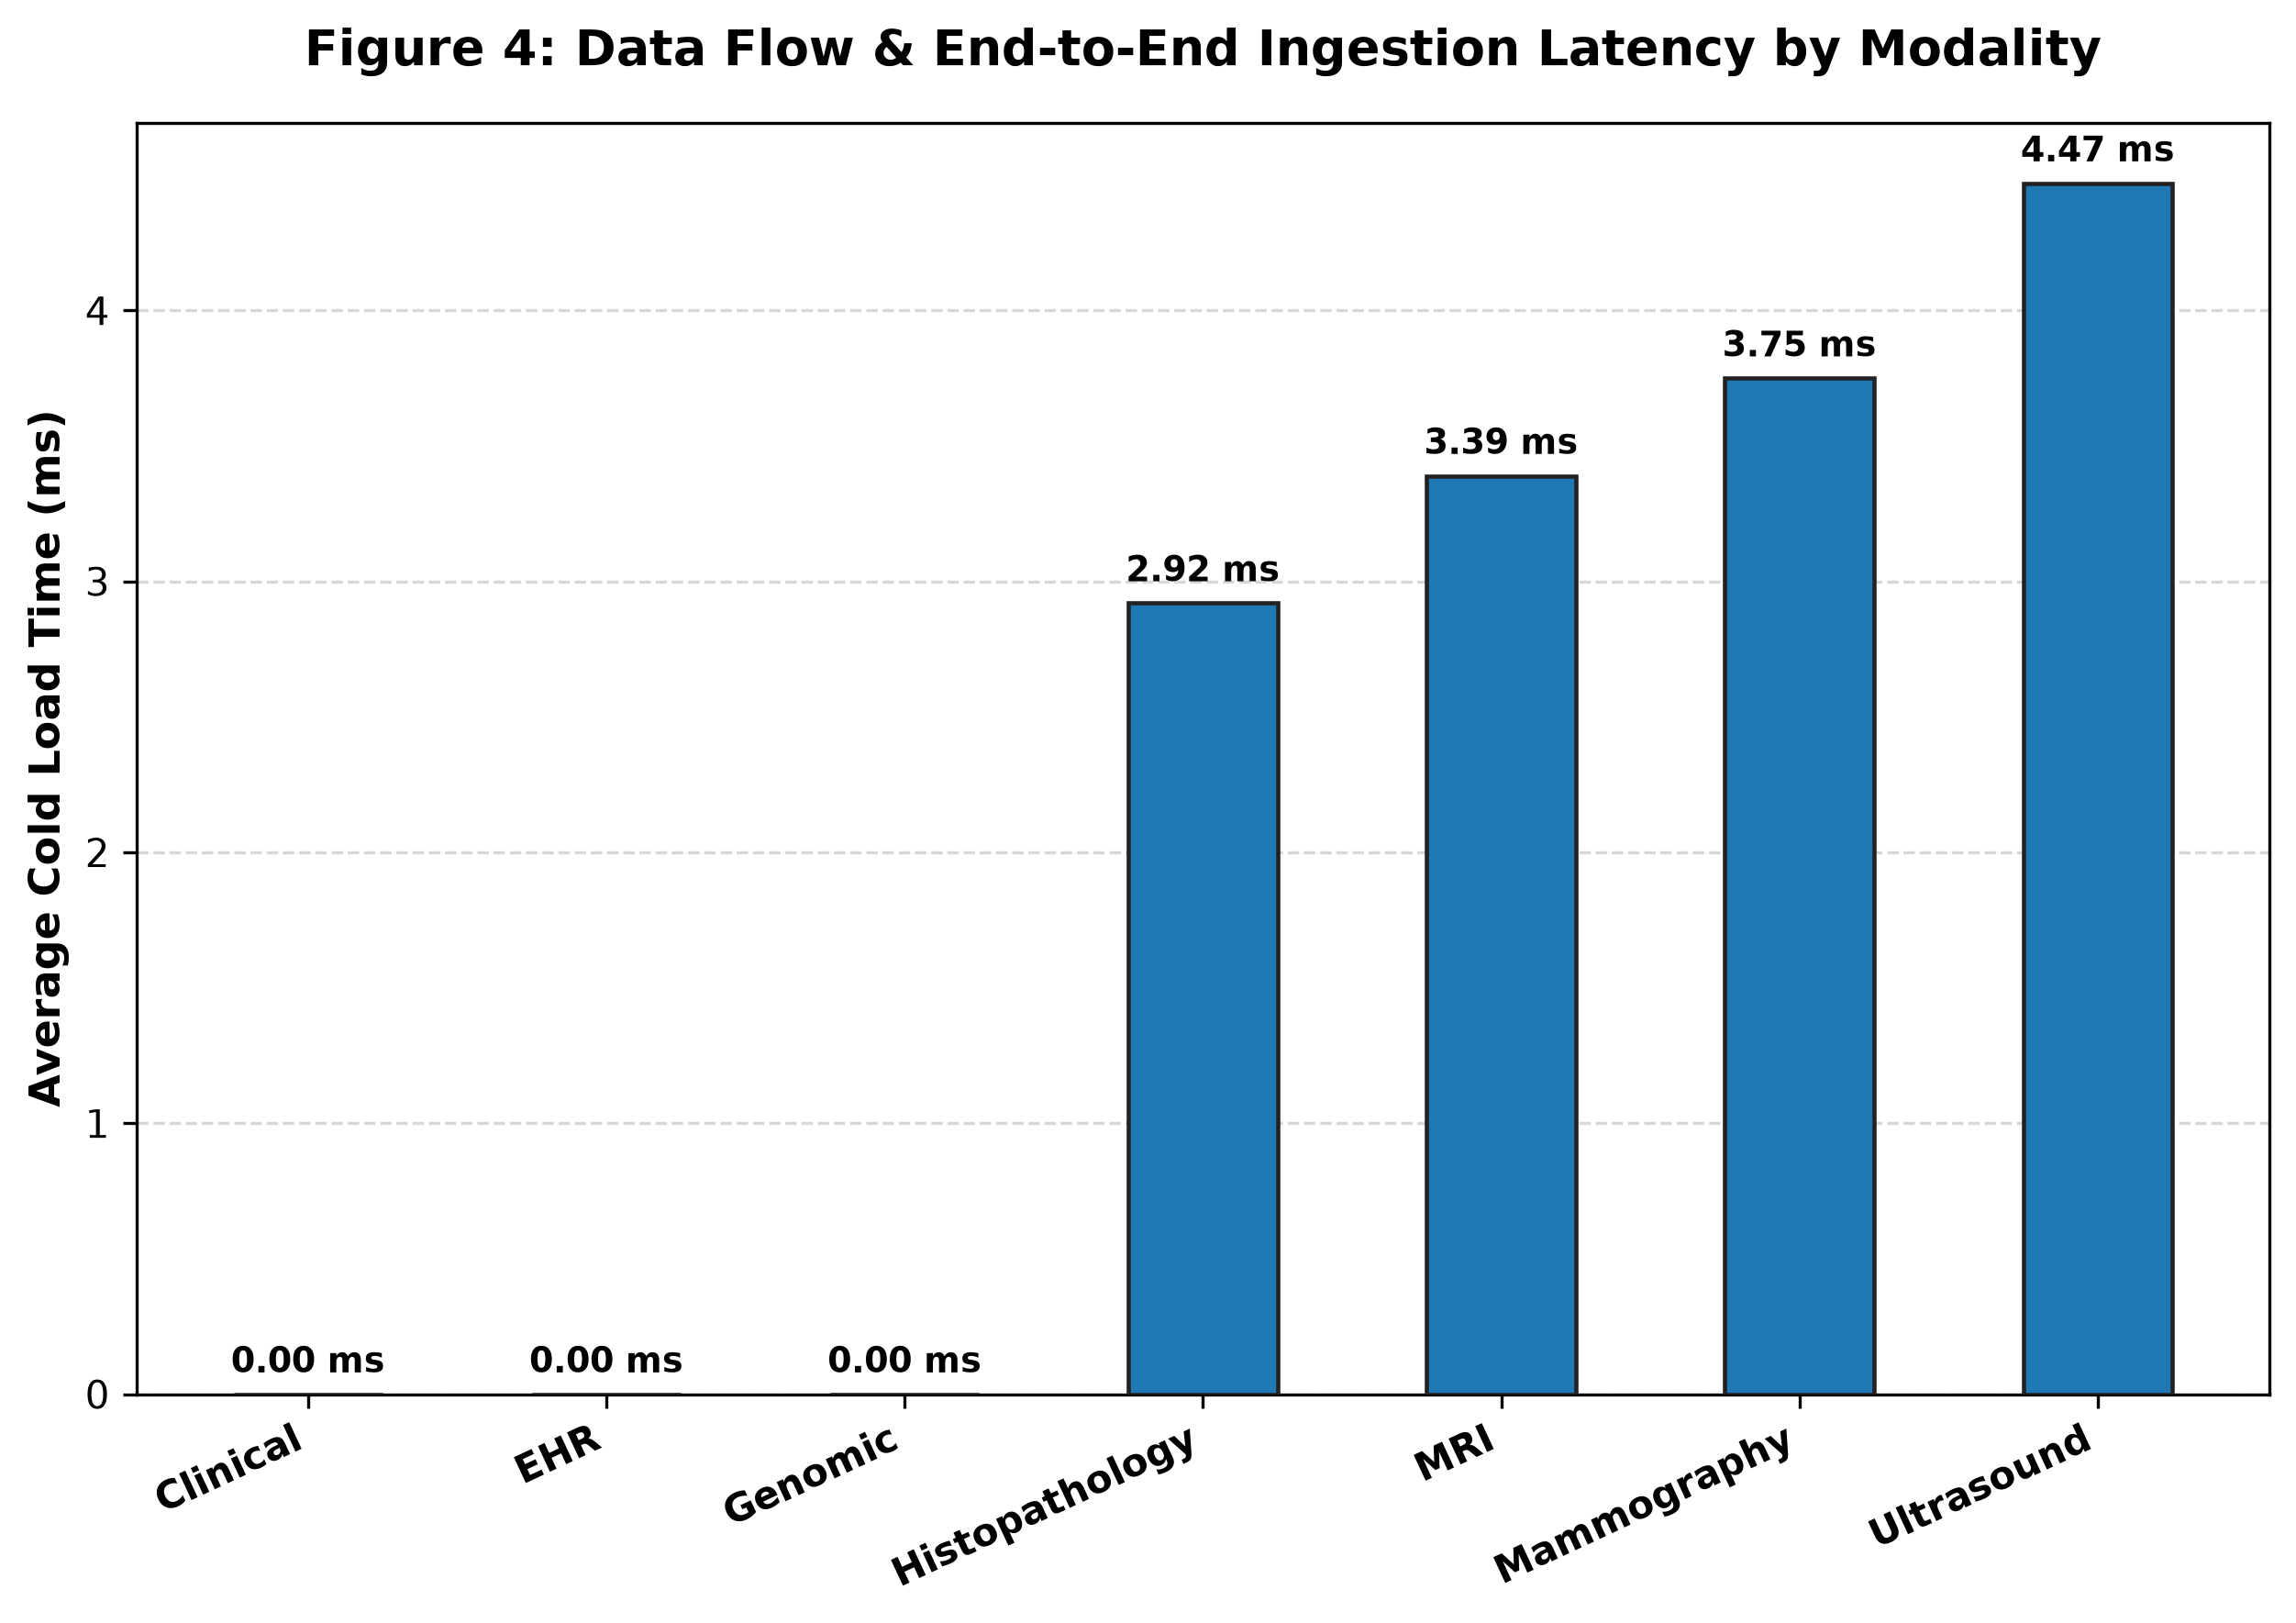 Figure 4: Data Flow & End-to-End Ingestion Latency by Modality
Average Cold Load Time (ms)
4
3
2
1
0
0.00 ms
0.00 ms
0.00 ms
2.92 ms
3.39 ms
3.75 ms
4.47 ms
Clinical
EHR
Genomic
Histopathology
MRI
Mammography
Ultrasound